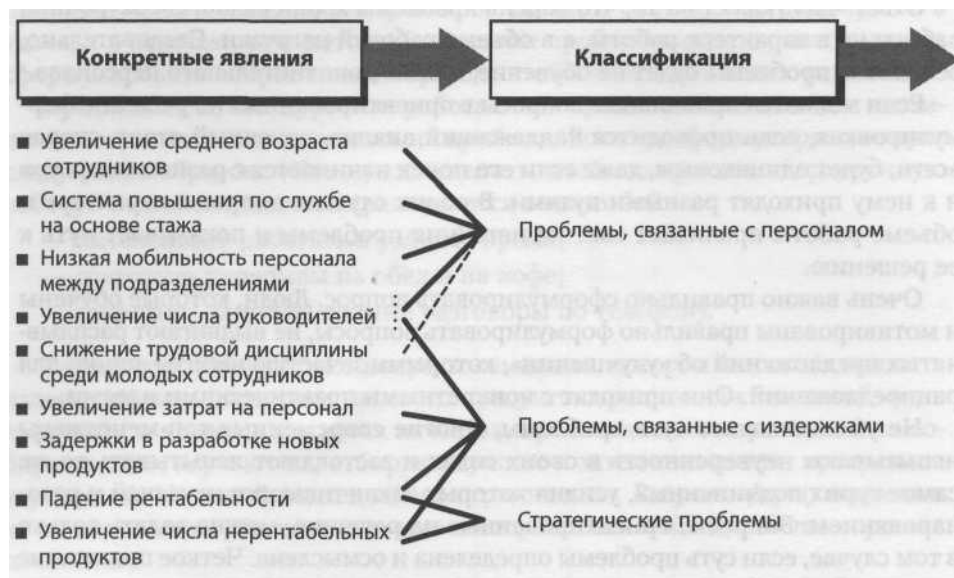 Конкретные явления
Классификация
■ Увеличение среднего возраста
сотрудников
■ Система повышения по службе
на основе стажа
■ Низкая мобильность персонала
между подразделениями
■ Увеличение числа руководителей
■ Снижение трудовой дисциплины
среди молодых сотрудников
■ Увеличение затрат на персонал
■ Задержки в разработке новых
продуктов
■ Падение рентабельности
■ Увеличение числа нерентабельных
продуктов
Проблемы, связанные с персоналом
Проблемы, связанные с издержками
Стратегические проблемы